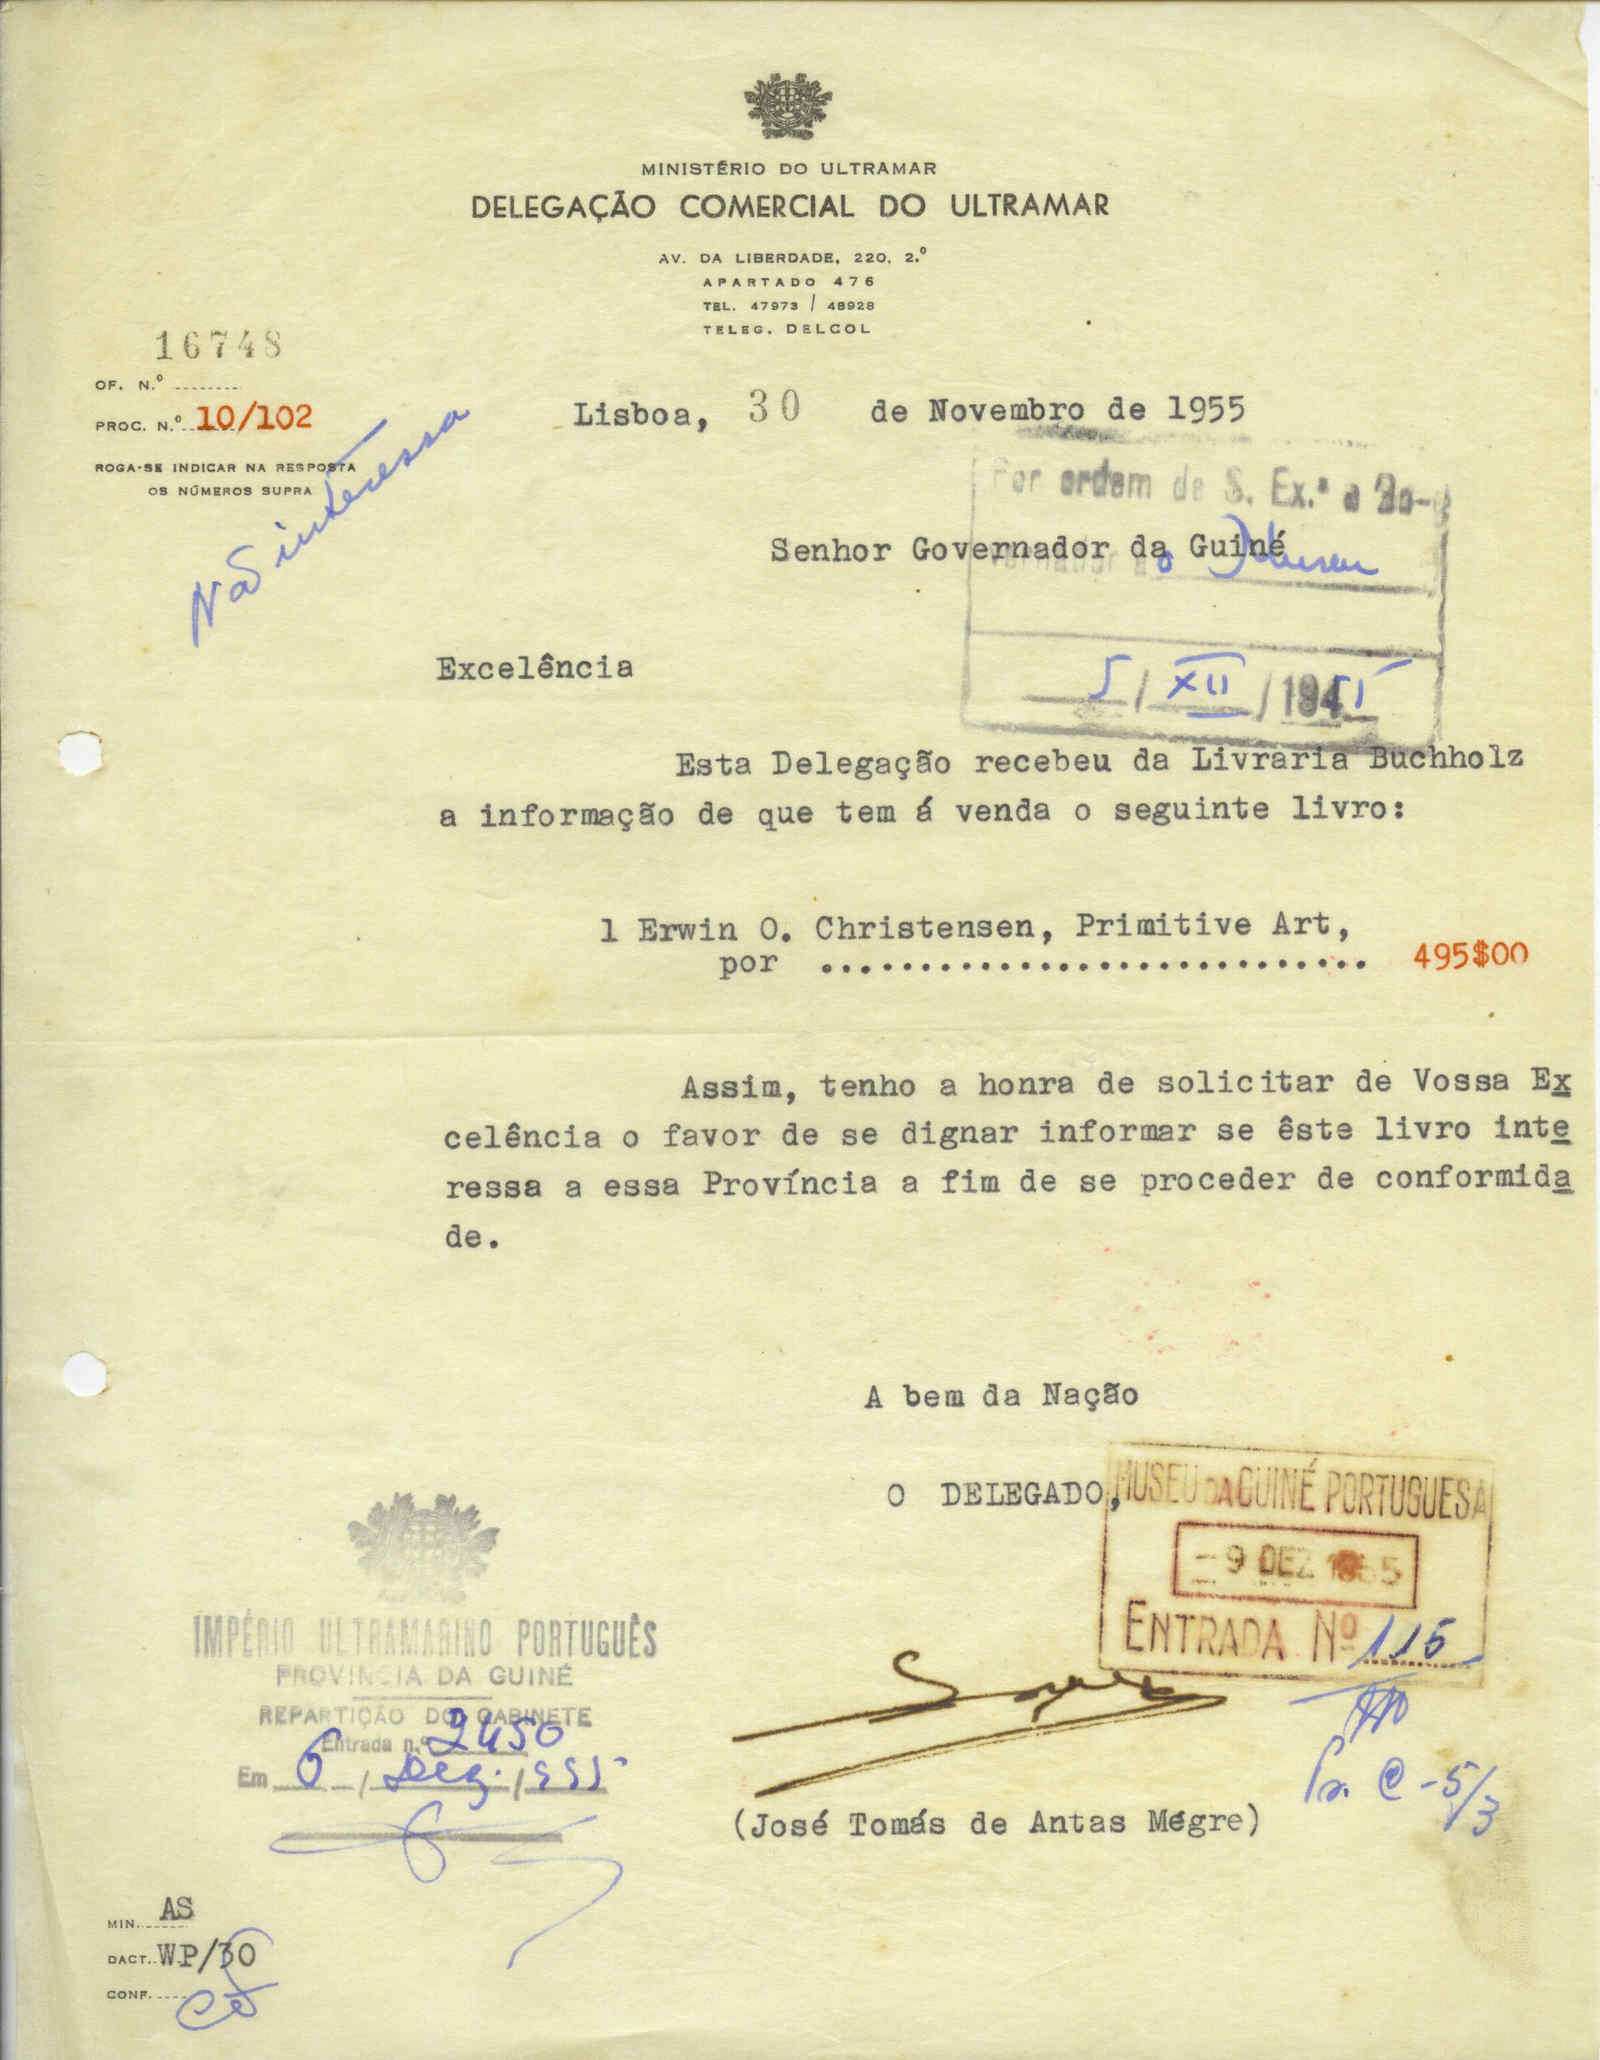 MINISTÉRIO DO ULTRAMAR
DELEGAÇÃO COMERCIAL DO ULTRAMAR
AV. DA LIBERDADE, 220, 2.º
APARTADO 476
TEL. 47973 / 48928
TELEG. DELCOL
16748
OF. N.º
PROC. N.º 10/102
ROGA-SE INDICAR NA RESPOSTA
OS NÚMEROS SUPRA
Não interessa
Lisboa, 30 de Novembro de 1955
Por ordem de S. Ex.ª o Go-
vernador ao Museu
Senhor Governador da Guiné
5 / XII / 1955
Excelência
Esta Delegação recebeu da Livraria Buchholz
a informação de que tem á venda o seguinte livro:
1 Erwin O. Christensen, Primitive Art,
por ............................ 495$00
Assim, tenho a honra de solicitar de Vossa Ex
celência o favor de se dignar informar se êste livro inte
ressa a essa Província a fim de se proceder de conformida
de.
A bem da Nação
O DELEGADO,
MUSEU DA GUINÉ PORTUGUESA
-9 DEZ 1955
ENTRADA Nº 115
IMPÉRIO ULTRAMARINO PORTUGUÊS
PROVINCIA DA GUINÉ
REPARTIÇÃO DO GABINETE
Entrada n.º 2450
Em 6 / Dez. / 955
(José Tomás de Antas Mégre)
MIN. AS
DACT. WP/30
CONF.